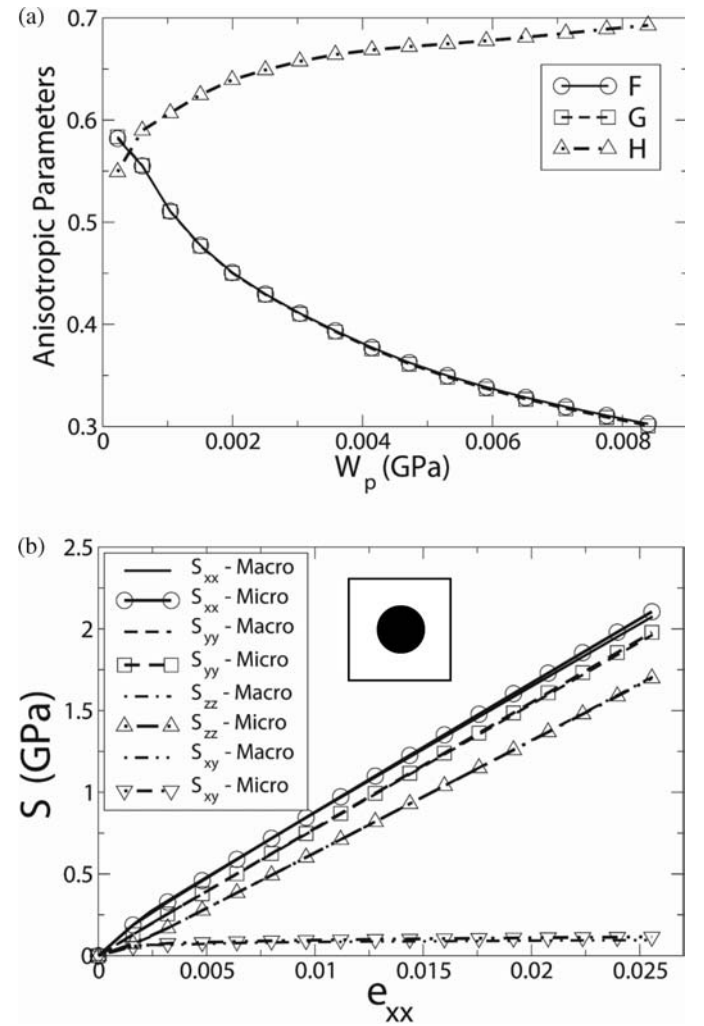 (a)
0.7
0.6
0.5
0.4
0.3
Anisotropic Parameters
F
G
H
0 0.002 0.004 0.006 0.008
W_p (GPa)
(b)
2.5
2
1.5
1
0.5
0
S (GPa)
S_xx - Macro
S_xx - Micro
S_yy - Macro
S_yy - Micro
S_zz - Macro
S_zz - Micro
S_xy - Macro
S_xy - Micro
0 0.005 0.01 0.015 0.02 0.025
e_xx